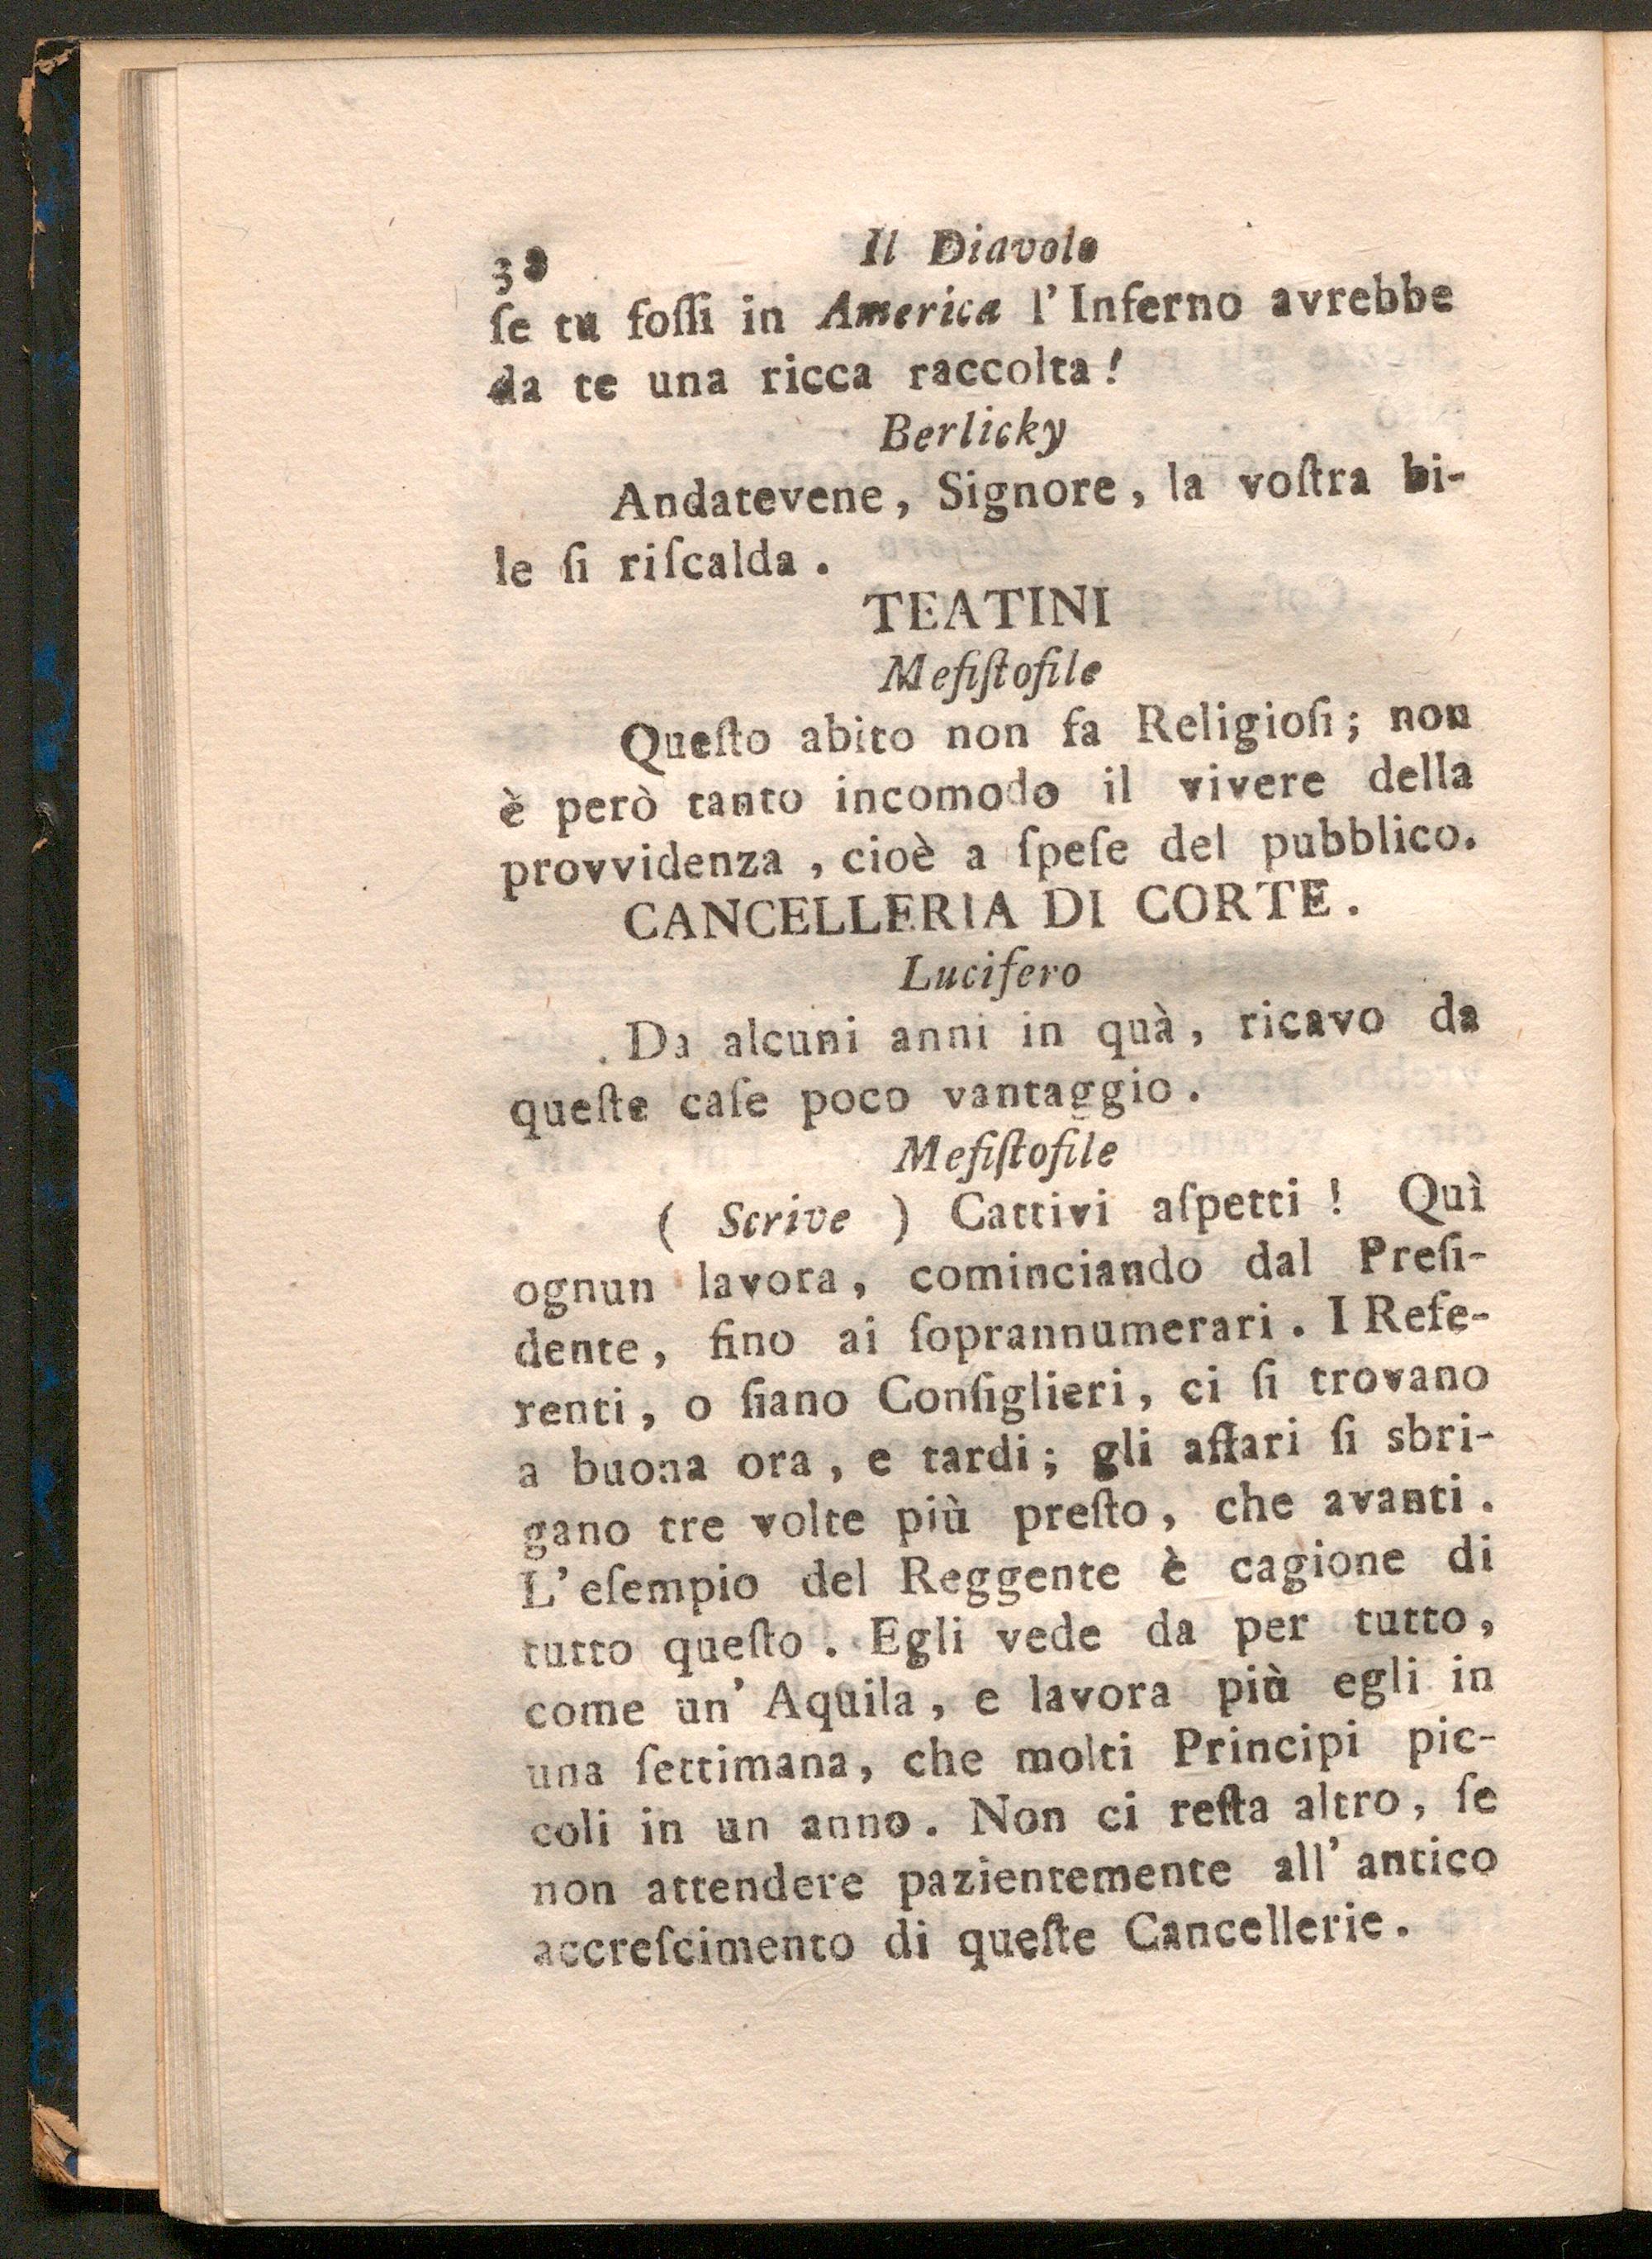 38 Il Diavolo
ſe tu foſſi in America l' Inferno avrebbe
da te una ricca raccolta!
Berlicky
Andatevene, Signore, la voſtra bi-
le ſi riſcalda.
TEATINI
Mefiſtofile
Queſto abito non fa Religioſi; non
è però tanto incomodo il vivere della
provvidenza, cioè a ſpeſe del pubblico.
CANCELLERIA DI CORTE.
Lucifero
Da alcuni anni in quà, ricavo da
queſte caſe poco vantaggio.
Mefiſtofile
( Scrive ) Cattivi aſpetti! Quì
ognun lavora, cominciando dal Preſi-
dente, fino ai ſoprannumerari. I Refe-
renti, o ſiano Conſiglieri, ci ſi trovano
a buona ora, e tardi; gli affari ſi sbri-
gano tre volte più preſto, che avanti.
L' eſempio del Reggente è cagione di
tutto queſto. Egli vede da per tutto,
come un' Aquila, e lavora più egli in
una ſettimana, che molti Principi pic-
coli in un anno. Non ci reſta altro, ſe
non attendere pazientemente all' antico
accreſcimento di queſte Cancellerie.